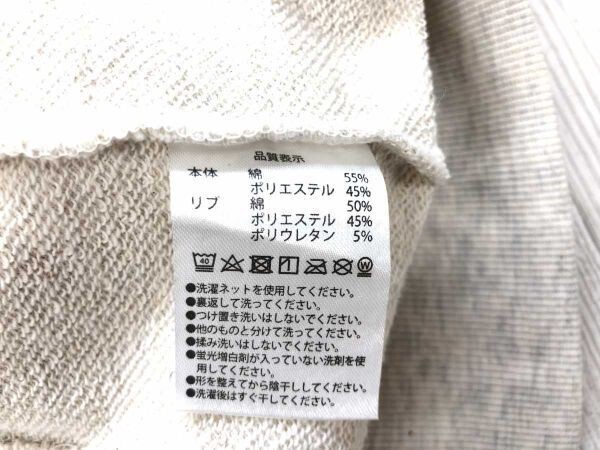 品質表示
本体 綿 55%
ポリエステル 45%
リブ 綿 50%
ポリエステル 45%
ポリウレタン 5%
40 W
●洗濯ネットを使用してください。
●裏返して洗ってください。
●つけ置き洗いはしないでください。
●他のものと分けて洗ってください。
●揉み洗いはしないでください。
●蛍光増白剤が入っていない洗剤を使
用してください。
●形を整えてから陰干ししてください。
●洗濯後はすぐ干してください。